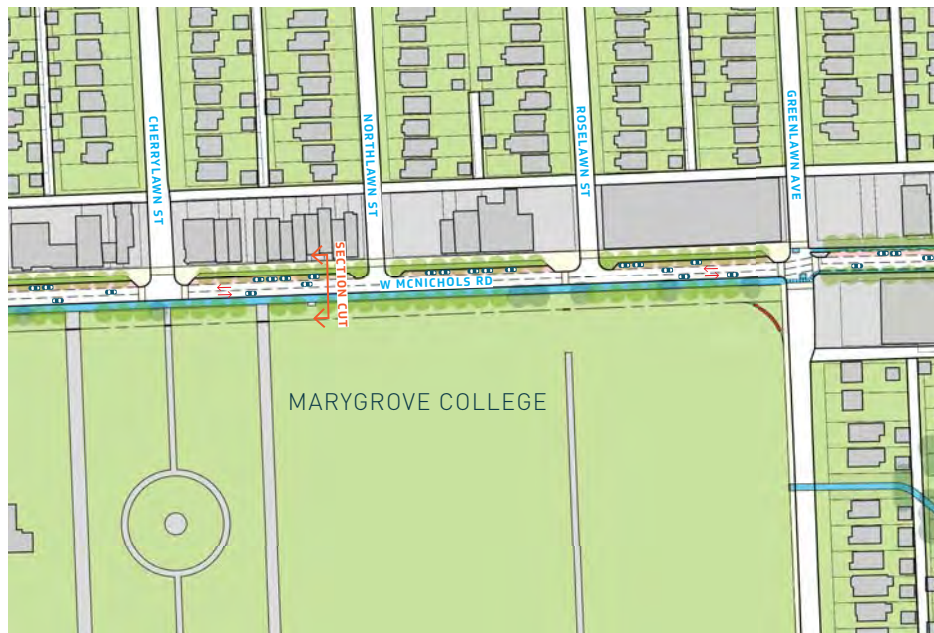 CHERRYLAWN ST
NORTHLAWN ST
ROSELAWN ST
GREENLAWN AVE
SECTION CUT
W MCNICHOLS RD
MARYGROVE COLLEGE